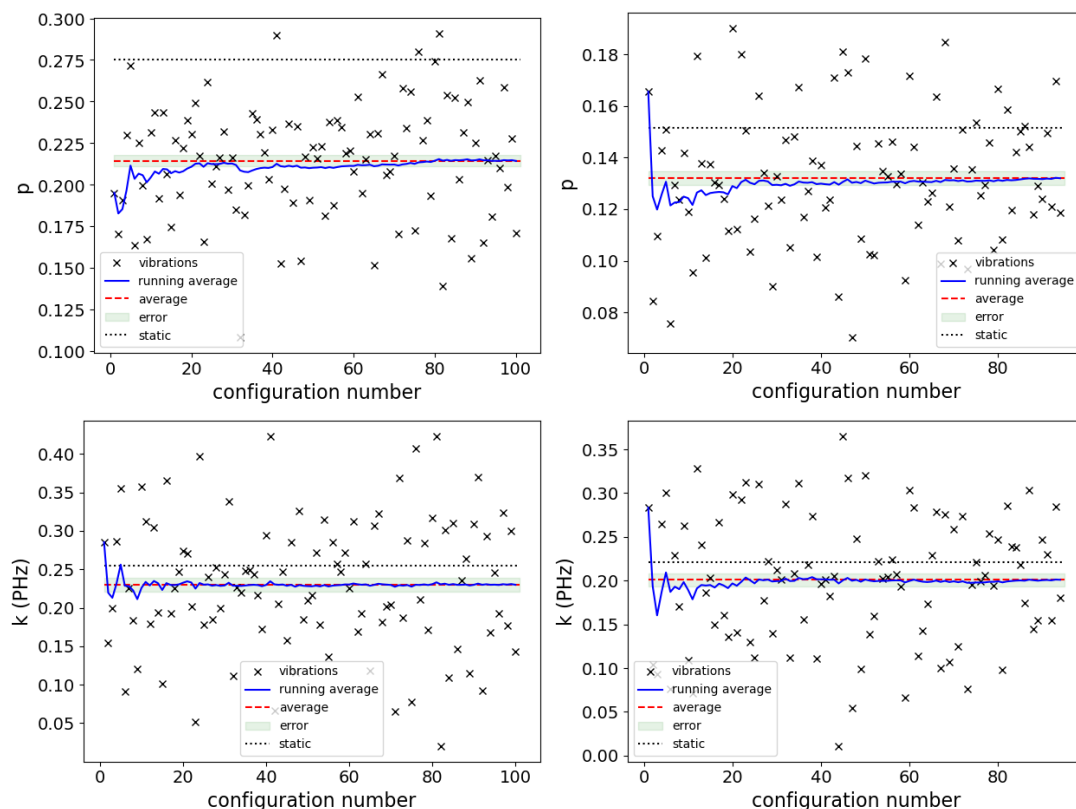 0.300
0.275
0.250
0.225
0.200
0.175
0.150
0.125
0.100
p
vibrations
running average
average
error
static
0 20 40 60 80 100
configuration number
0.18
0.16
0.14
0.12
0.10
0.08
p
vibrations
running average
average
error
static
0 20 40 60 80
configuration number
0.40
0.35
0.30
0.25
0.20
0.15
0.10
0.05
k (PHz)
vibrations
running average
average
error
static
0 20 40 60 80 100
configuration number
0.35
0.30
0.25
0.20
0.15
0.10
0.05
0.00
k (PHz)
vibrations
running average
average
error
static
0 20 40 60 80
configuration number